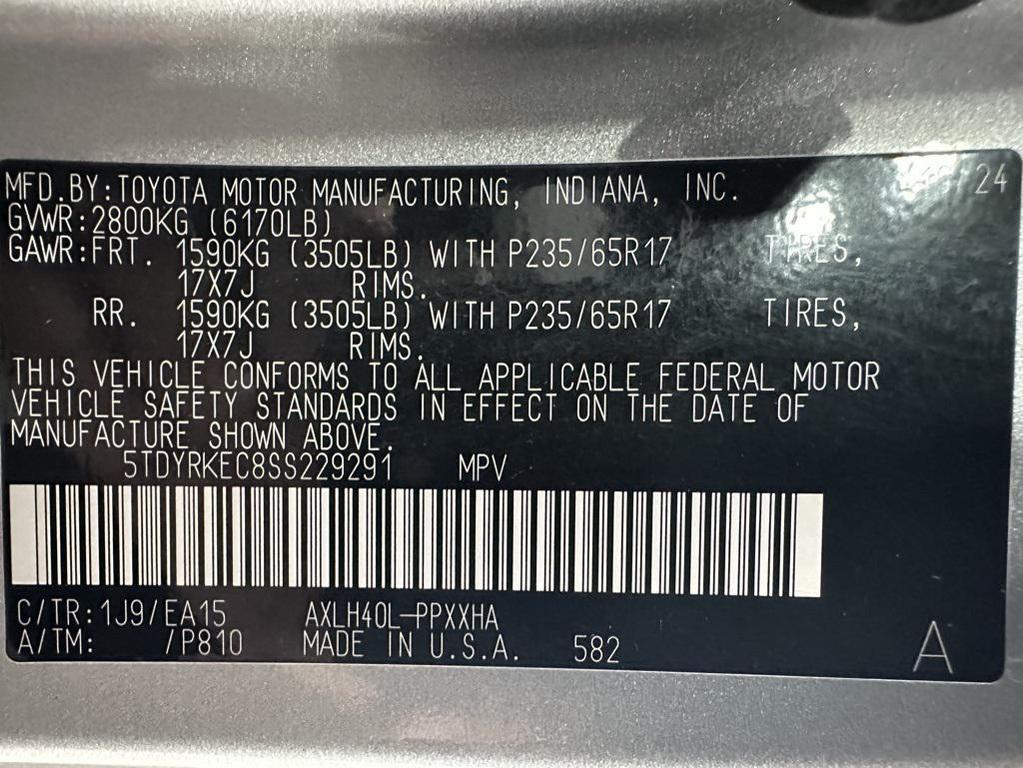 MFD.BY:TOYOTA MOTOR MANUFACTURING, INDIANA, INC. /24
GVWR:2800KG (6170LB)
GAWR:FRT. 1590KG (3505LB) WITH P235/65R17 TIRES,
17X7J RIMS.
RR. 1590KG (3505LB) WITH P235/65R17 TIRES,
17X7J RIMS.
THIS VEHICLE CONFORMS TO ALL APPLICABLE FEDERAL MOTOR
VEHICLE SAFETY STANDARDS IN EFFECT ON THE DATE OF
MANUFACTURE SHOWN ABOVE.
5TDYRKEC8SS229291 MPV
C/TR:1J9/EA15 AXLH40L-PPXXHA
A/TM: /P810 MADE IN U.S.A. 582 A